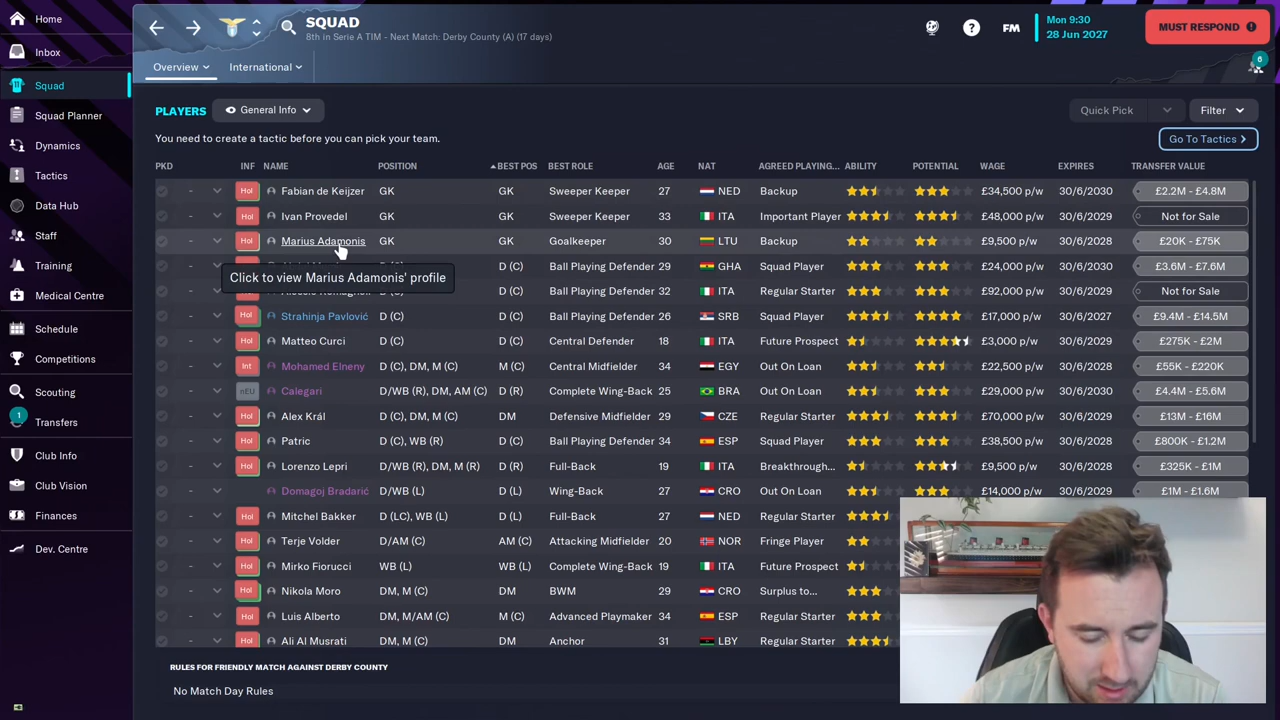 Home
Inbox
Squad
Squad Planner
Dynamics
Tactics
Data Hub
Staff
Training
Medical Centre
Schedule
Competitions
Scouting
1
Transfers
Club Info
Club Vision
Finances
Dev. Centre
SQUAD
8th in Serie A TIM - Next Match: Derby County (A) (17 days)
?
FM
Mon 9:30
28 Jun 2027
MUST RESPOND
Overview International
6
PLAYERS General Info Quick Pick Filter
You need to create a tactic before you can pick your team. Go To Tactics
PKD INF NAME POSITION BEST POS BEST ROLE AGE NAT AGREED PLAYING... ABILITY POTENTIAL WAGE EXPIRES TRANSFER VALUE
- Hol Fabian de Keijzer GK GK Sweeper Keeper 27 NED Backup £34,500 p/w 30/6/2030 £2.2M - £4.8M
- Hol Ivan Provedel GK GK Sweeper Keeper 33 ITA Important Player £48,000 p/w 30/6/2029 Not for Sale
- Hol Marius Adamonis GK GK Goalkeeper 30 LTU Backup £9,500 p/w 30/6/2028 £20K - £75K
Click to view Marius Adamonis' profile
D (C) Ball Playing Defender 29 GHA Squad Player £24,000 p/w 30/6/2029 £3.6M - £7.6M
D (C) Ball Playing Defender 32 ITA Regular Starter £92,000 p/w 30/6/2028 Not for Sale
- Hol Strahinja Pavlović D (C) D (C) Ball Playing Defender 26 SRB Squad Player £17,000 p/w 30/6/2027 £9.4M - £14.5M
- Hol Matteo Curci D (C) D (C) Central Defender 18 ITA Future Prospect £3,000 p/w 30/6/2028 £275K - £2M
- Int Mohamed Elneny D (C), DM, M (C) M (C) Central Midfielder 34 EGY Out On Loan £22,500 p/w 30/6/2028 £55K - £220K
- nEU Calegari D/WB (R), DM, AM (C) D (R) Complete Wing-Back 25 BRA Out On Loan £29,000 p/w 30/6/2029 £4.4M - £5.6M
- Hol Alex Král D (C), DM, M (C) DM Defensive Midfielder 29 CZE Regular Starter £70,000 p/w 30/6/2029 £13M - £16M
- Hol Patric D (C), WB (R) D (C) Ball Playing Defender 34 ESP Squad Player £38,500 p/w 30/6/2028 £800K - £1.2M
- Hol Lorenzo Lepri D/WB (R), DM, M (R) D (R) Full-Back 19 ITA Breakthrough... £9,500 p/w 30/6/2028 £325K - £1M
- Domagoj Bradarić D/WB (L) D (L) Wing-Back 27 CRO Out On Loan £14,000 p/w 30/6/2029 £1M - £1.6M
- Hol Mitchel Bakker D (LC), WB (L) D (L) Full-Back 27 NED Regular Starter
- Hol Terje Volder D/AM (C) AM (C) Attacking Midfielder 20 NOR Fringe Player
- Hol Mirko Fiorucci WB (L) WB (L) Complete Wing-Back 19 ITA Future Prospect
- Hol Nikola Moro DM, M (C) DM BWM 29 CRO Surplus to...
- Hol Luis Alberto DM, M/AM (C) M (C) Advanced Playmaker 34 ESP Regular Starter
- Hol Ali Al Musrati DM, M (C) DM Anchor 31 LBY Regular Starter
RULES FOR FRIENDLY MATCH AGAINST DERBY COUNTY
No Match Day Rules